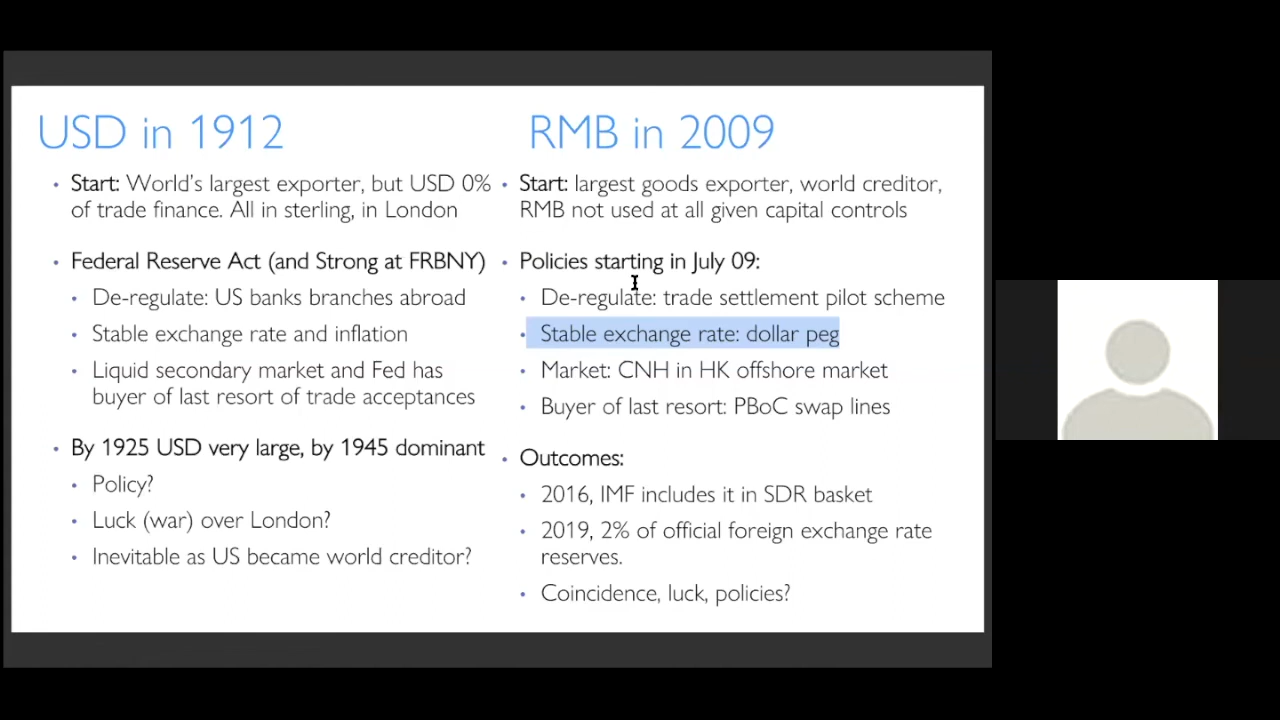 USD in 1912
• Start: World's largest exporter, but USD 0%
of trade finance. All in sterling, in London
• Federal Reserve Act (and Strong at FRBNY)
• De-regulate: US banks branches abroad
• Stable exchange rate and inflation
• Liquid secondary market and Fed has
buyer of last resort of trade acceptances
• By 1925 USD very large, by 1945 dominant
• Policy?
• Luck (war) over London?
• Inevitable as US became world creditor?
RMB in 2009
• Start: largest goods exporter, world creditor,
RMB not used at all given capital controls
• Policies starting in July 09:
• De-regulate: trade settlement pilot scheme
• Stable exchange rate: dollar peg
• Market: CNH in HK offshore market
• Buyer of last resort: PBoC swap lines
• Outcomes:
• 2016, IMF includes it in SDR basket
• 2019, 2% of official foreign exchange rate
reserves.
• Coincidence, luck, policies?